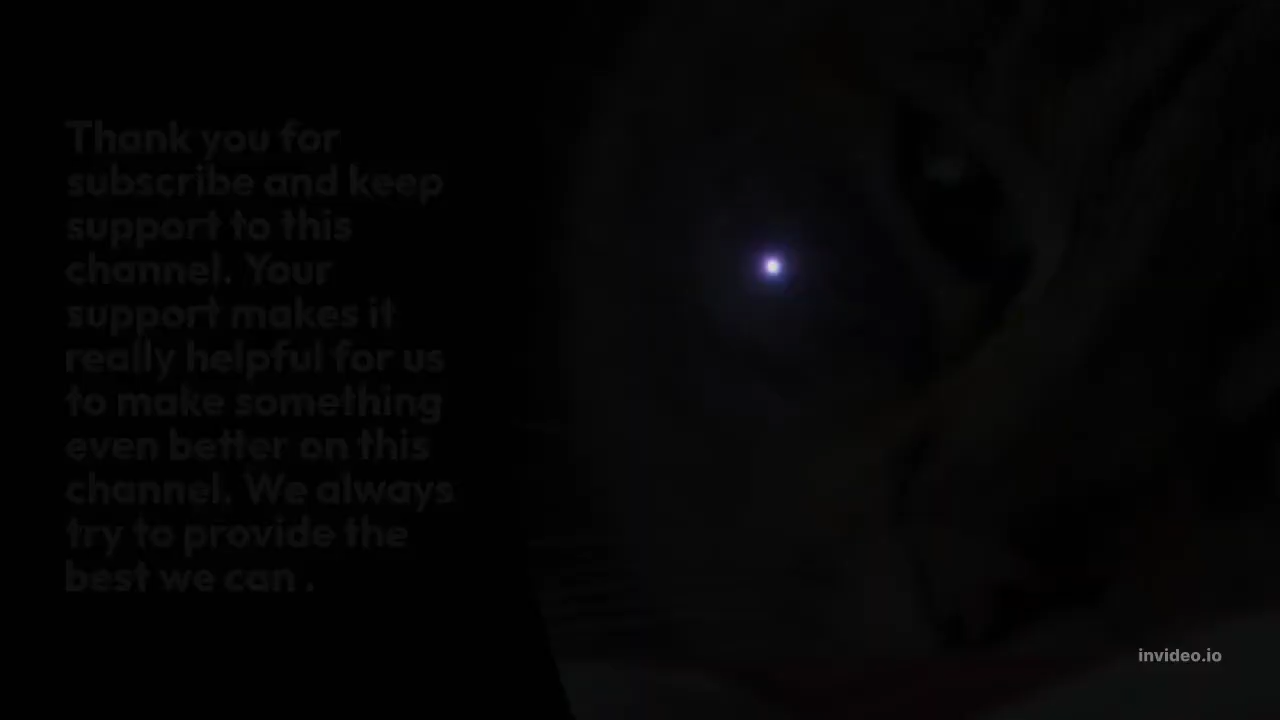 Thank you for
subscribe and keep
support to this
channel. Your
support makes it
really helpful for us
to make something
even better on this
channel. We always
try to provide the
best we can .
invideo.io